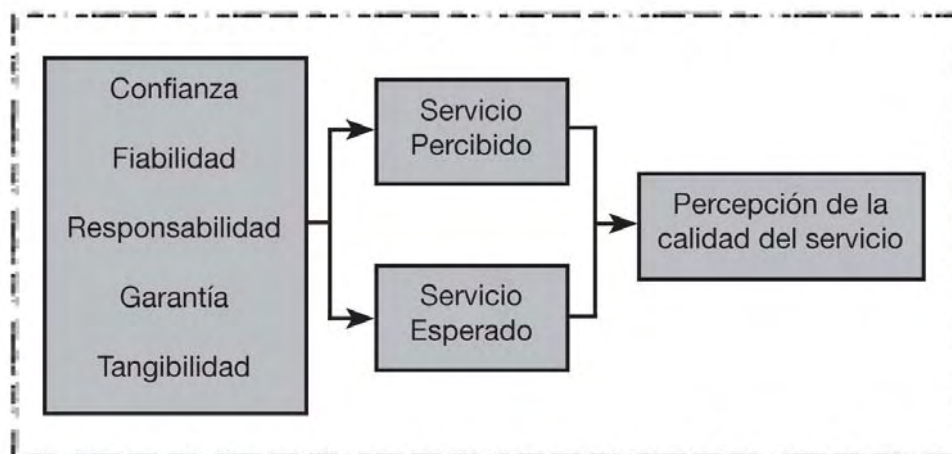 Confianza
Fiabilidad
Responsabilidad
Garantía
Tangibilidad
Servicio
Percibido
Servicio
Esperado
Percepción de la
calidad del servicio